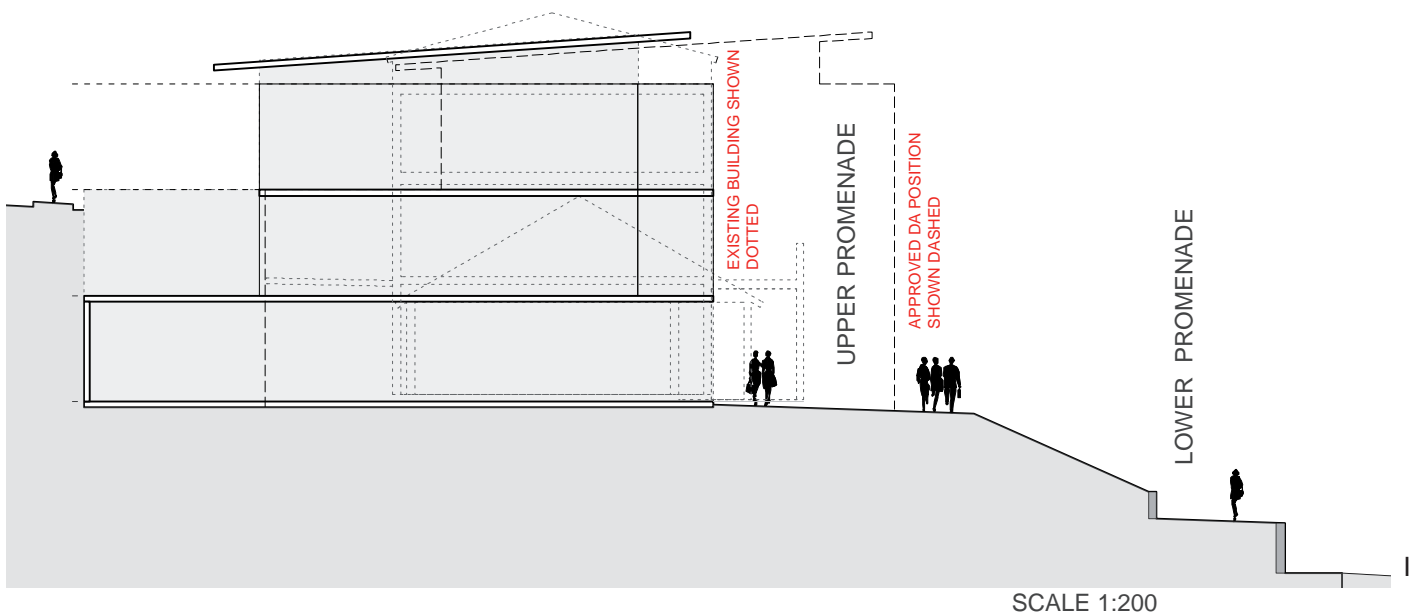 EXISTING BUILDING SHOWN
DOTTED
UPPER PROMENADE
APPROVED DA POSITION
SHOWN DASHED
LOWER PROMENADE
SCALE 1:200